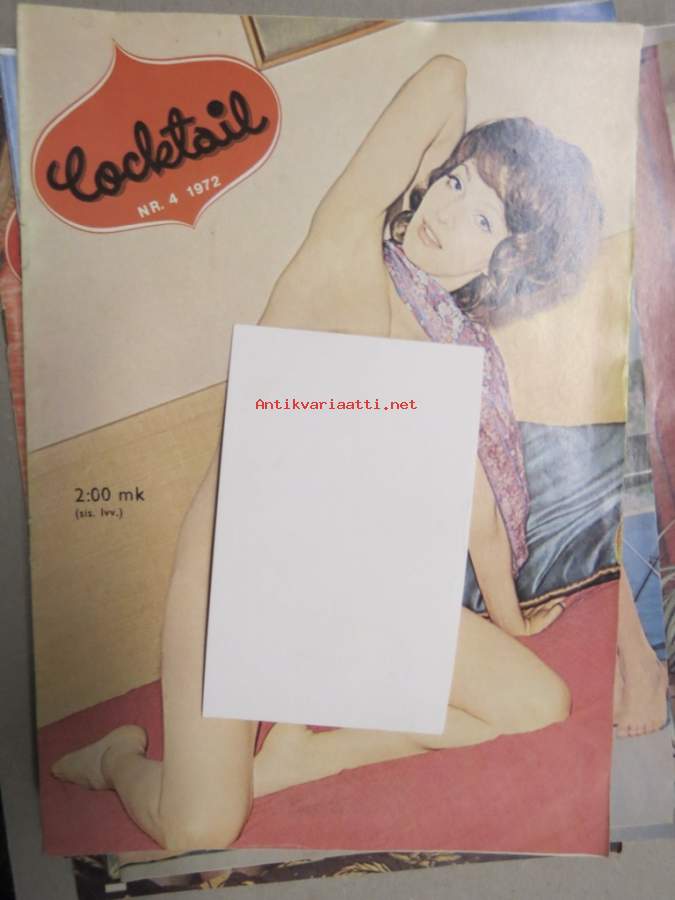 Cocktail
NR. 4 1972
Antikvariaatti.net
2:00 mk
(sis. lvv.)